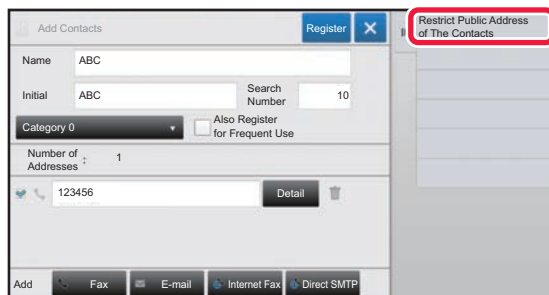 Add Contacts
Register
Restrict Public Address
of The Contacts
Name
ABC
Initial
ABC
Search
Number
10
Category 0
Also Register
for Frequent Use
Number of
Addresses
:
1
123456
Detail
Add
Fax
E-mail
Internet Fax
Direct SMTP